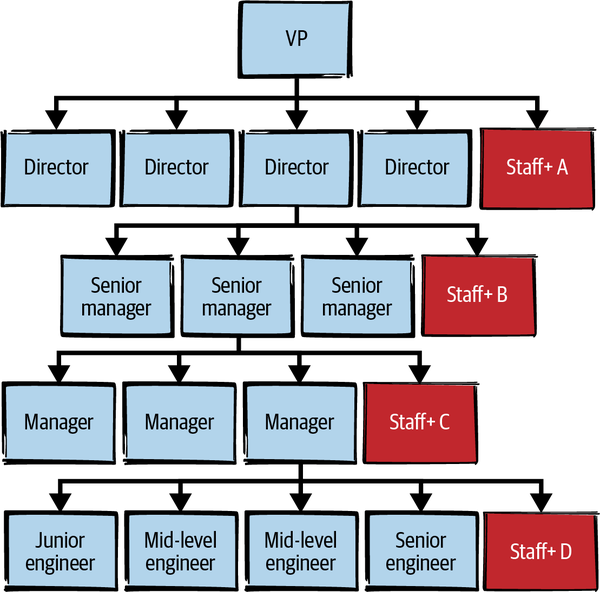 VP
Director
Director
Director
Director
Staff+ A
Senior
manager
Senior
manager
Senior
manager
Staff+ B
Manager
Manager
Manager
Staff+ C
Junior
engineer
Mid-level
engineer
Mid-level
engineer
Senior
engineer
Staff+ D